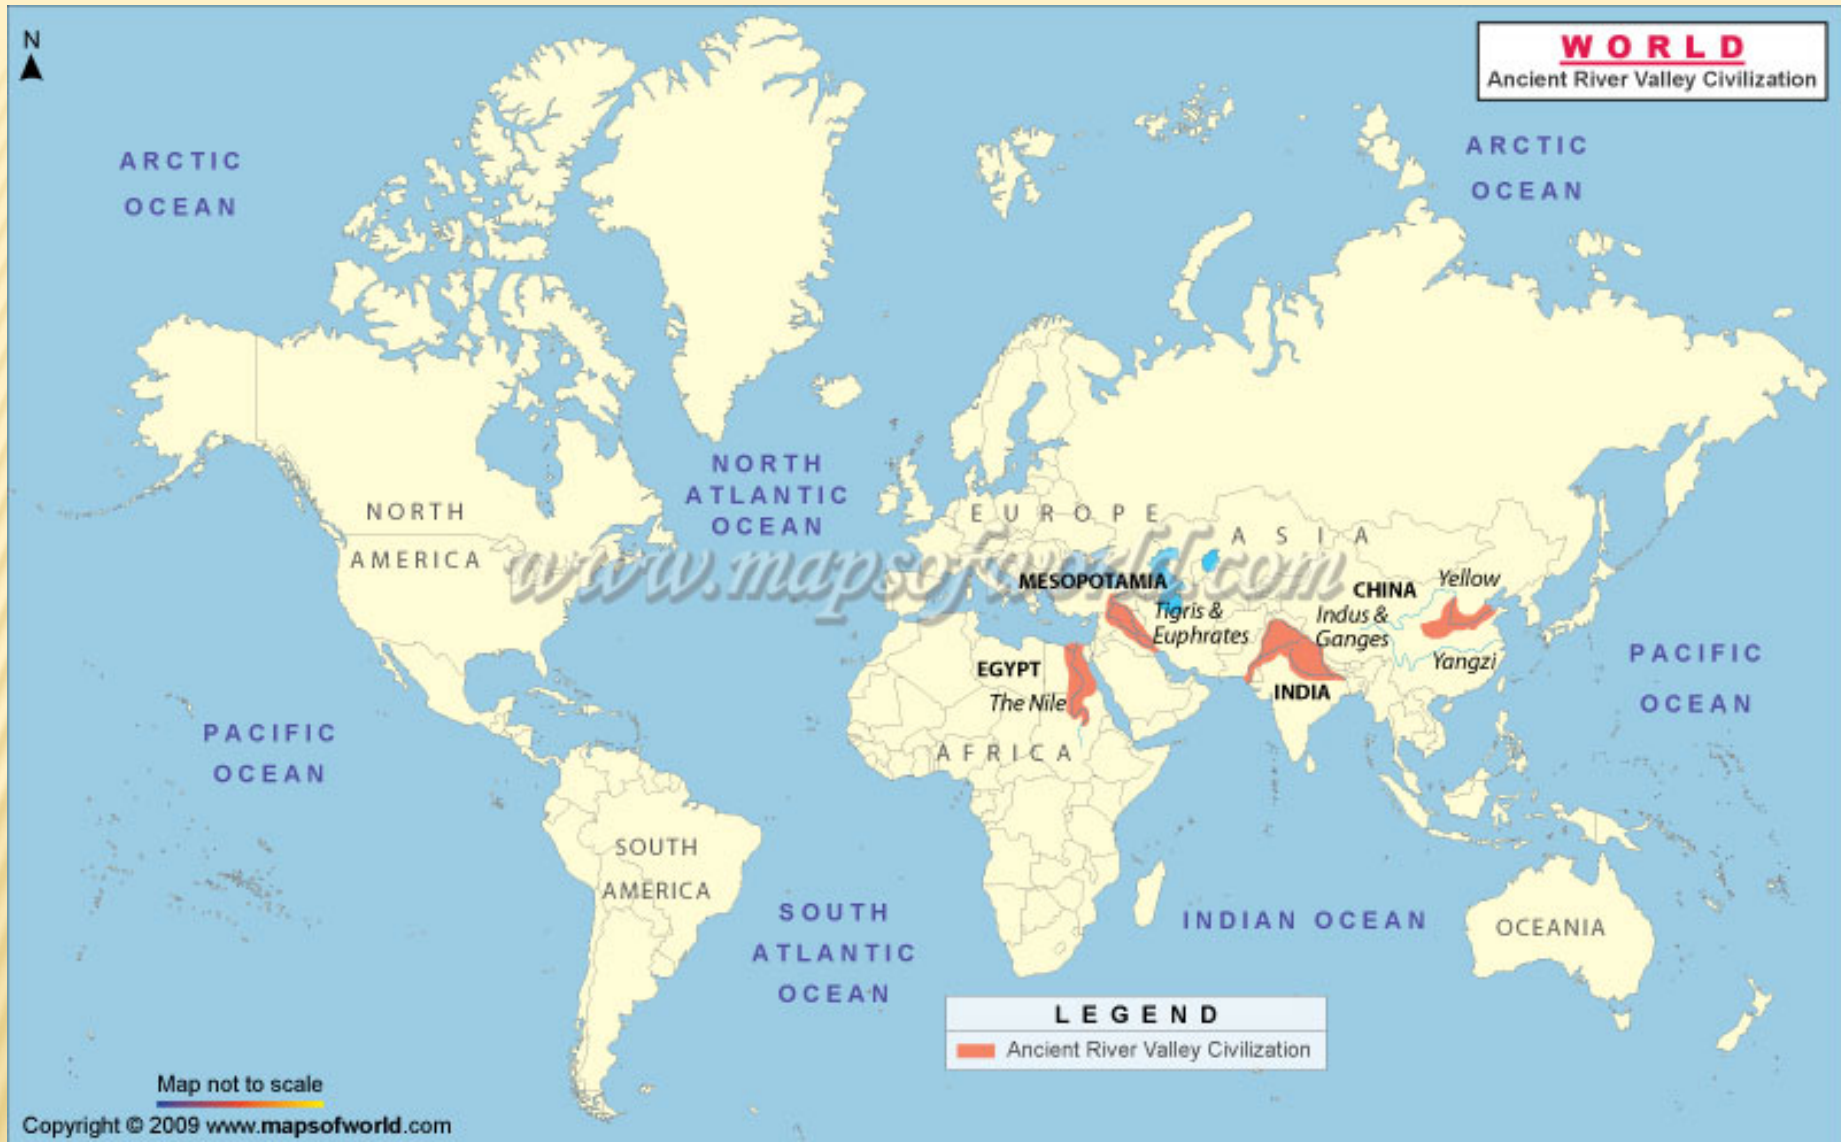 N
WORLD
Ancient River Valley Civilization
ARCTIC
OCEAN
ARCTIC
OCEAN
NORTH
ATLANTIC
OCEAN
NORTH
AMERICA
EUROPE
ASIA
www.mapsofworld.com
MESOPOTAMIA
Tigris &
Euphrates
CHINA
Yellow
Indus &
Ganges
Yangzi
EGYPT
The Nile
INDIA
AFRICA
PACIFIC
OCEAN
PACIFIC
OCEAN
SOUTH
AMERICA
SOUTH
ATLANTIC
OCEAN
INDIAN OCEAN
OCEANIA
LEGEND
Ancient River Valley Civilization
Map not to scale
Copyright © 2009 www.mapsofworld.com